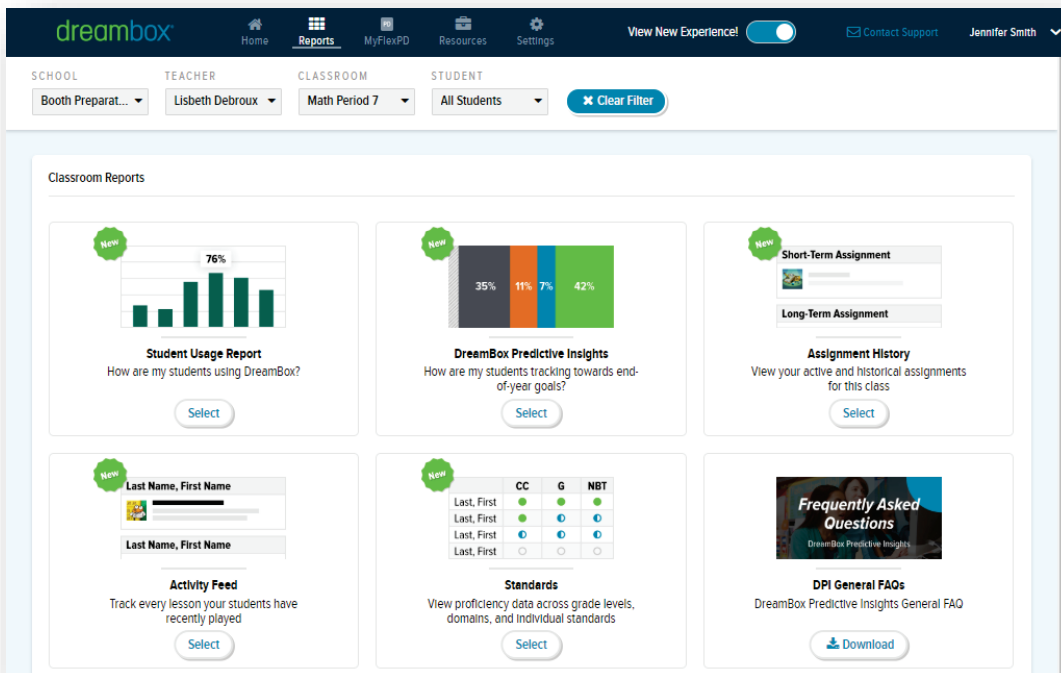 dreambox
Home
Reports
PD
MyFlexPD
Resources
Settings
View New Experience!
Contact Support
Jennifer Smith
SCHOOL
TEACHER
CLASSROOM
STUDENT
Booth Preparat...
Lisbeth Debroux
Math Period 7
All Students
Clear Filter
Classroom Reports
New
76%
Student Usage Report
How are my students using DreamBox?
Select
New
35% 11% 7% 42%
DreamBox Predictive Insights
How are my students tracking towards end-
of-year goals?
Select
New
Short-Term Assignment
Long-Term Assignment
Assignment History
View your active and historical assignments
for this class
Select
New
Last Name, First Name
Last Name, First Name
Activity Feed
Track every lesson your students have
recently played
Select
New
CC G NBT
Last, First
Last, First
Last, First
Last, First
Standards
View proficiency data across grade levels,
domains, and individual standards
Select
Frequently Asked
Questions
DreamBox Predictive Insights
DPI General FAQs
DreamBox Predictive Insights General FAQ
Download